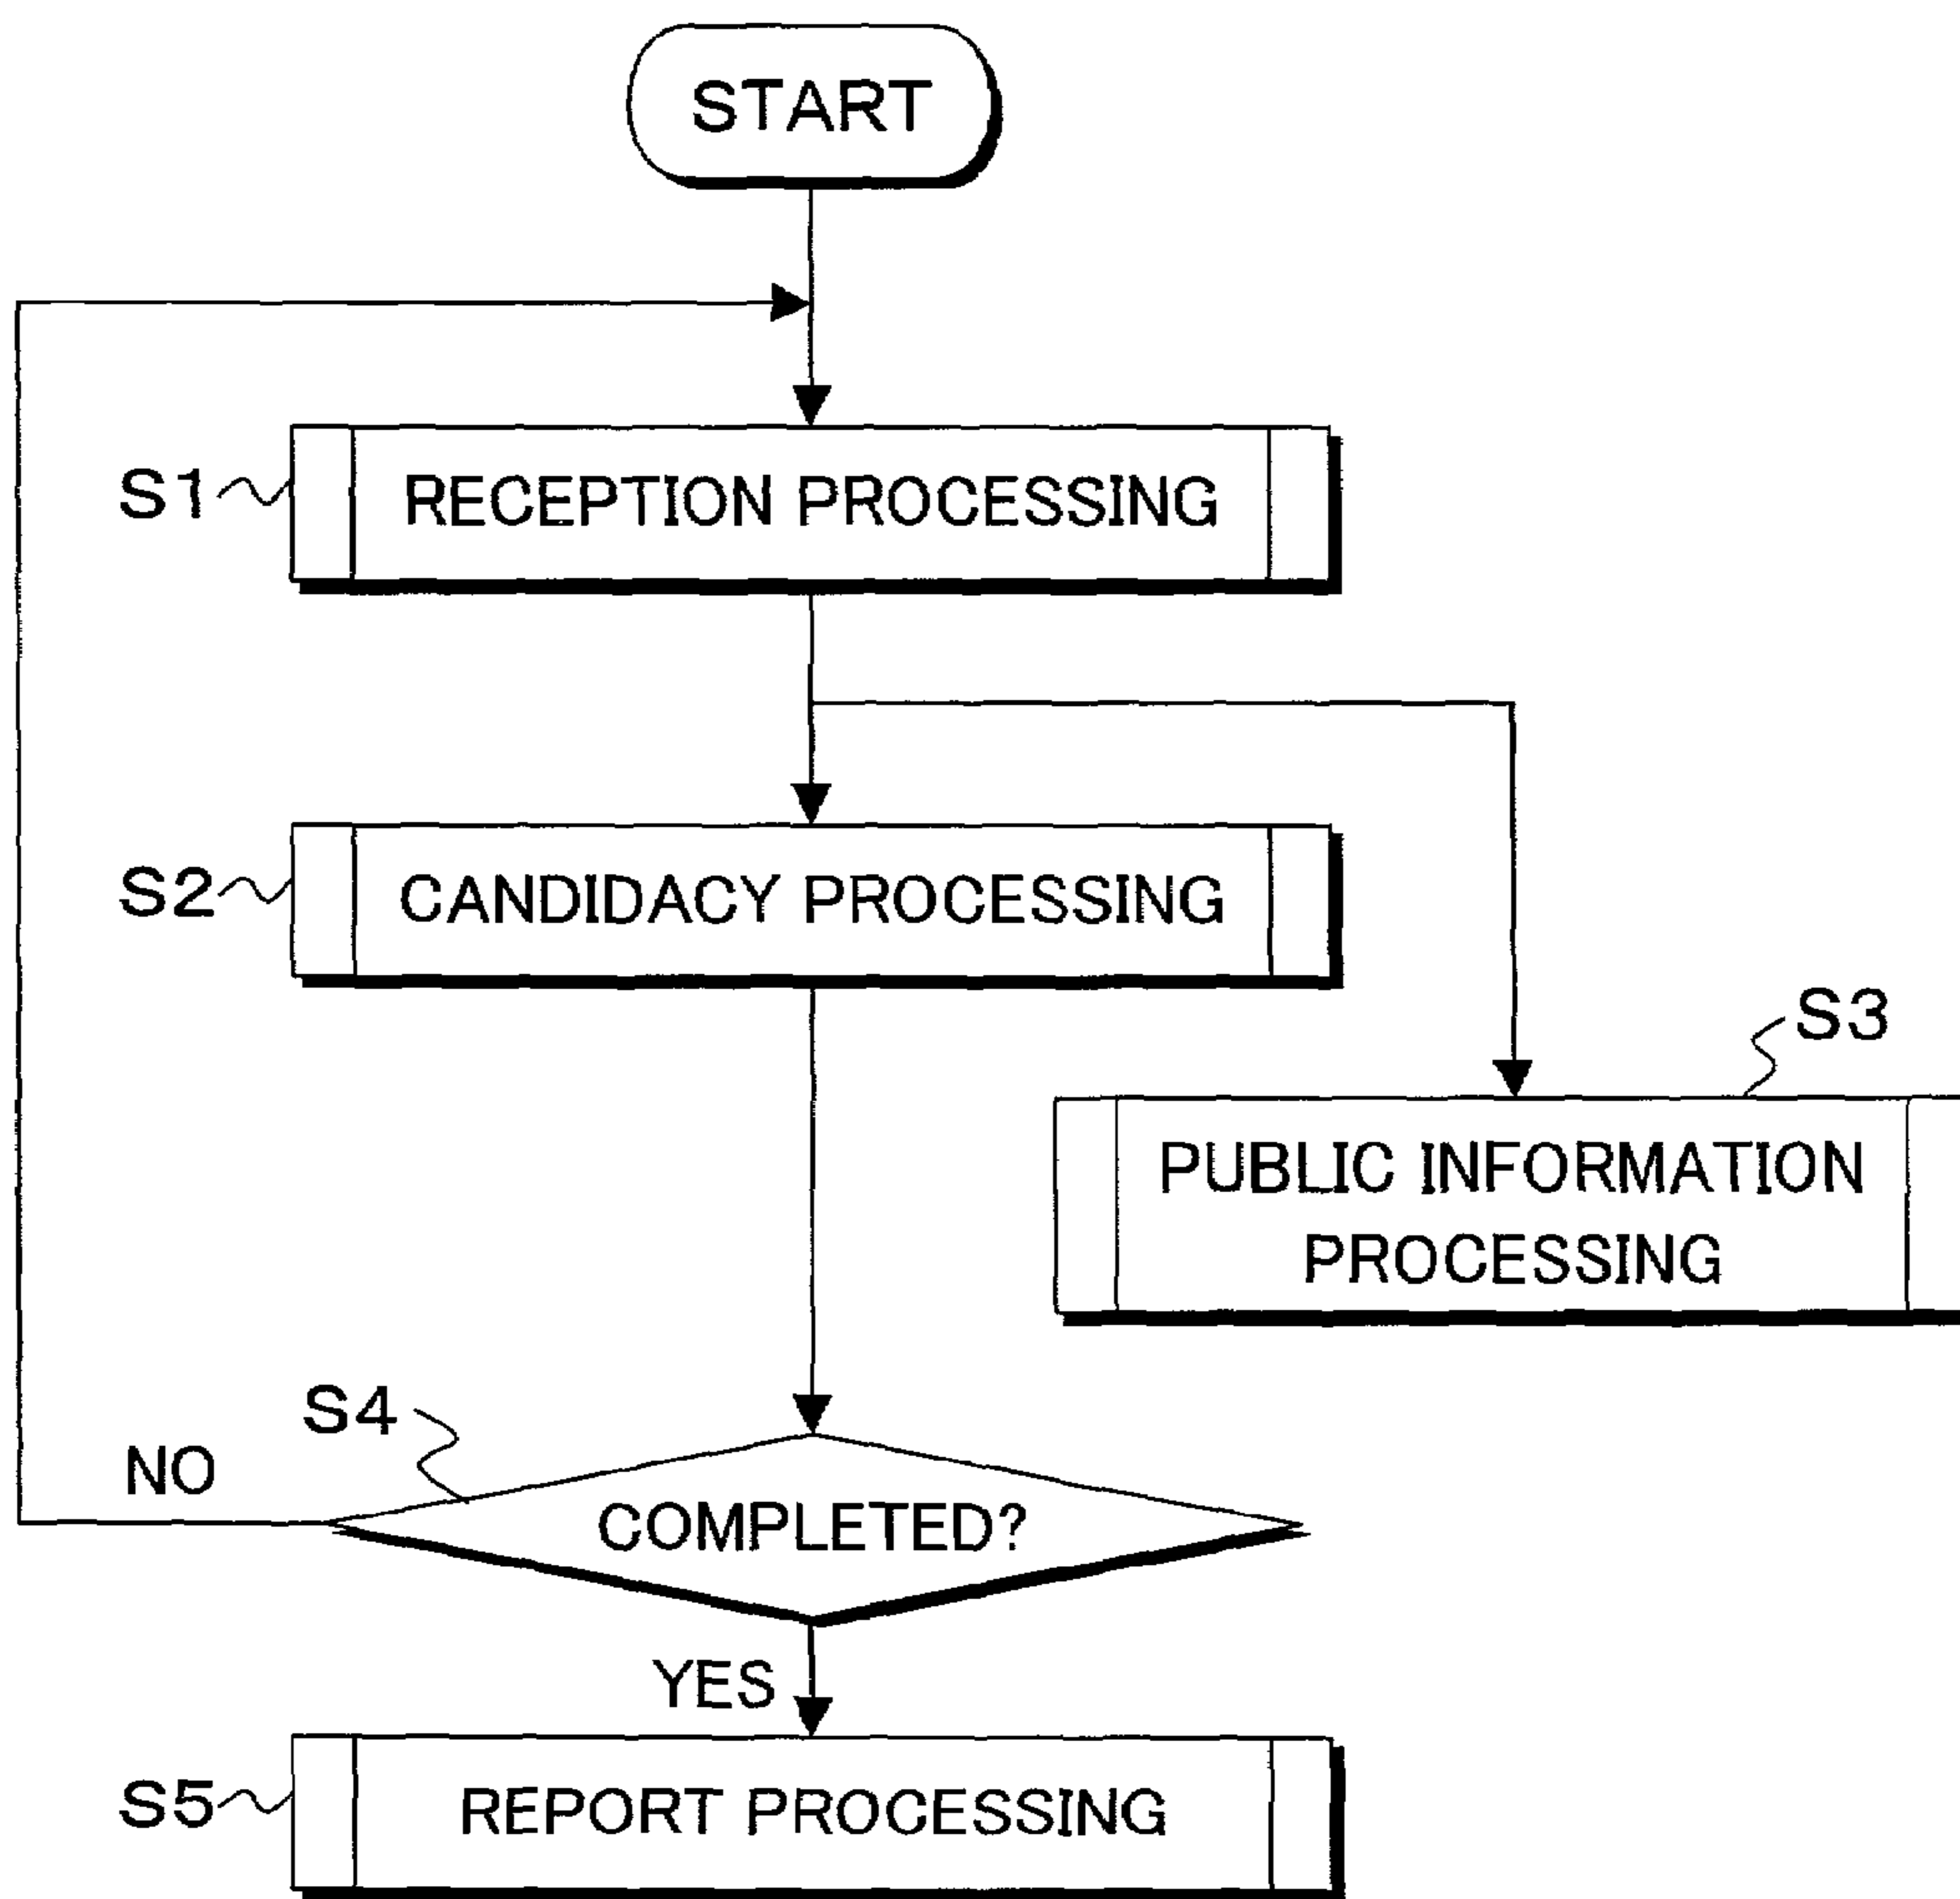 START
S1
RECEPTION PROCESSING
S2
CANDIDACY PROCESSING
S3
PUBLIC INFORMATION
PROCESSING
S4
NO
COMPLETED?
YES
S5
REPORT PROCESSING